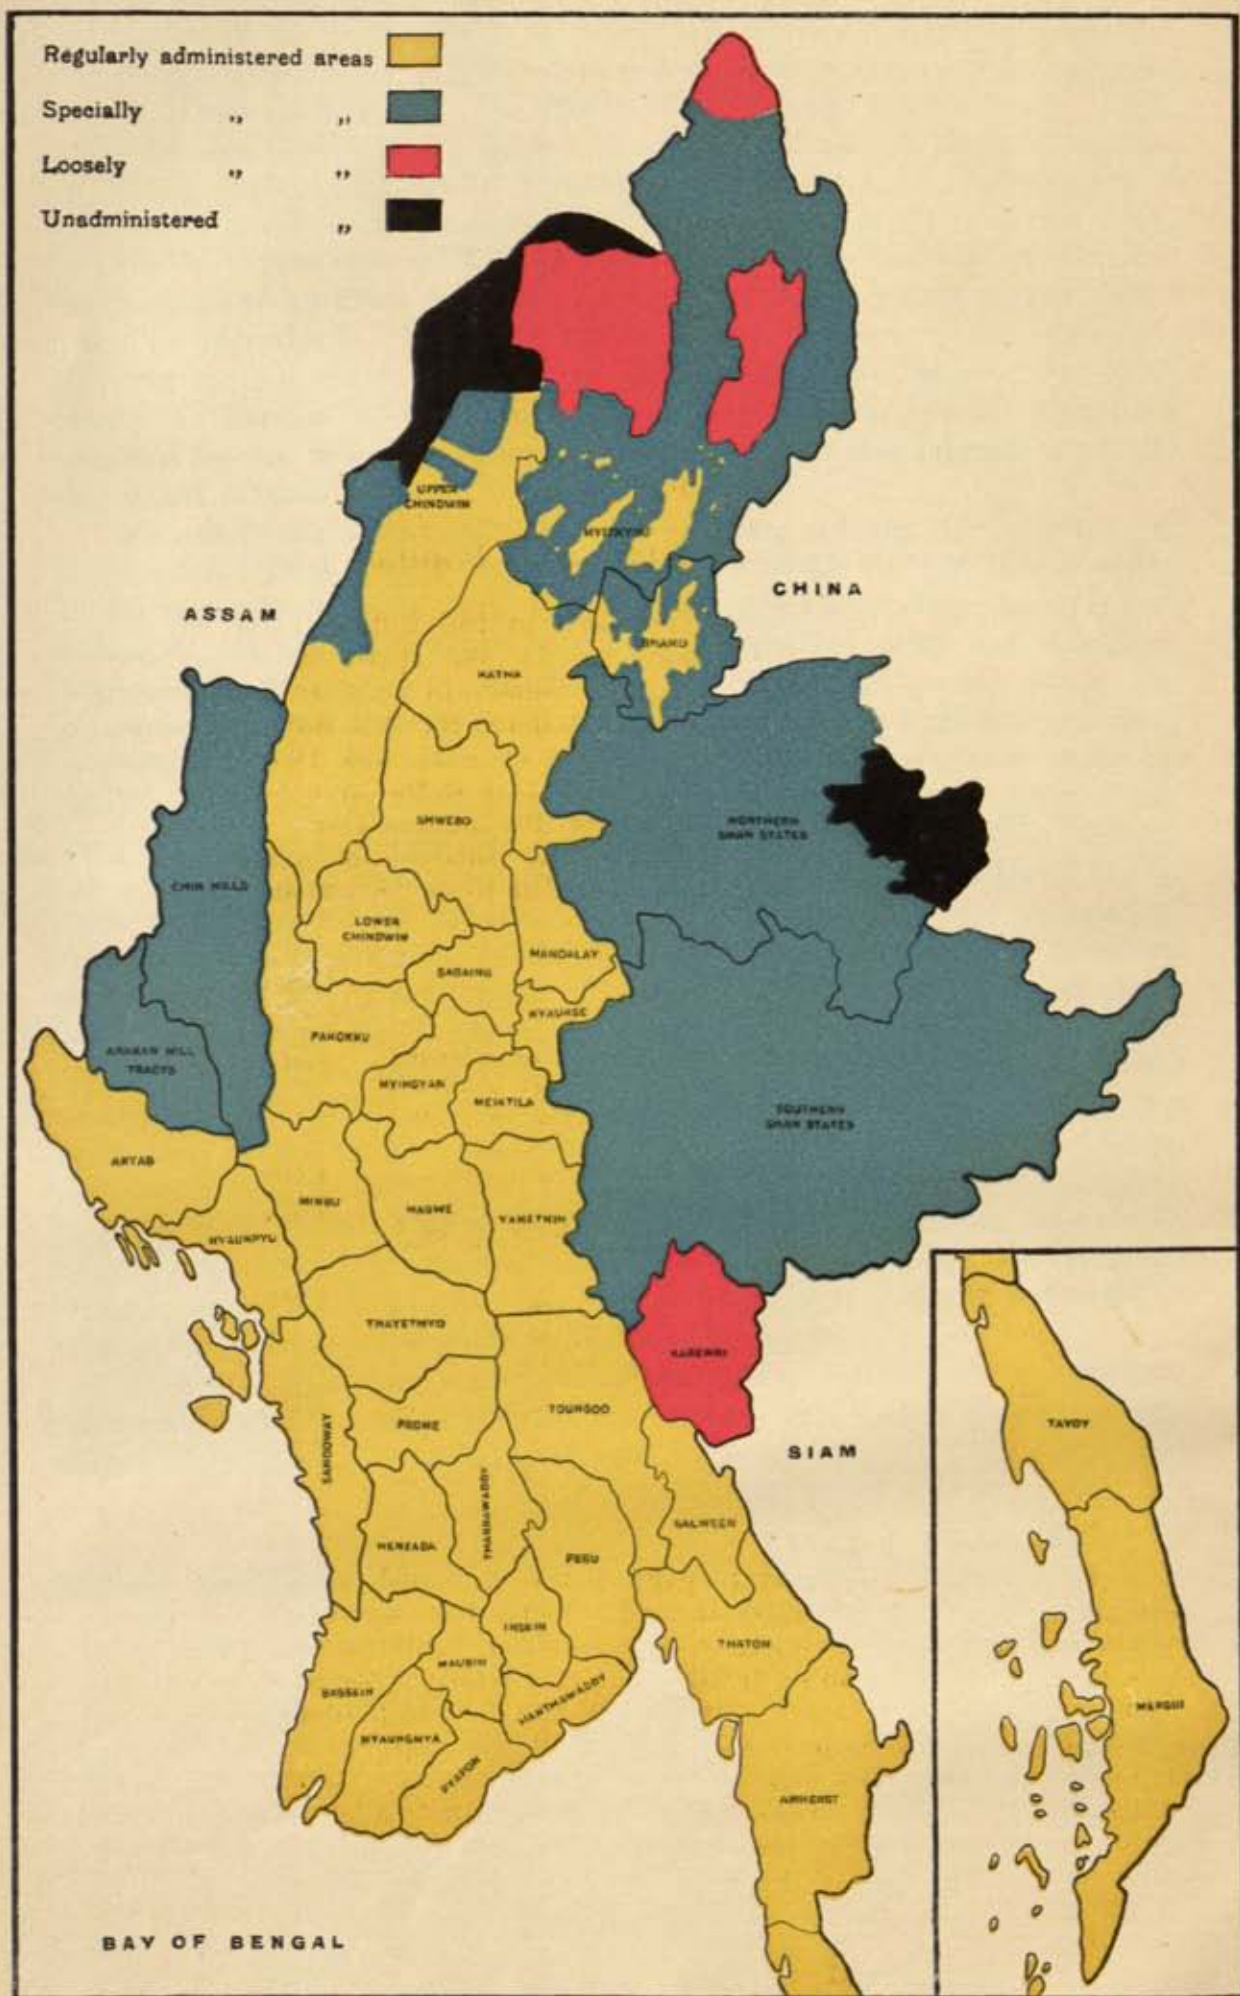 Regularly administered areas
Specially „ „
Loosely „ „
Unadministered „
UPPER
CHINDWIN
MYITKYINA
CHINA
ASSAM
BHAMO
KATHA
SHWEBO
NORTHERN
SHAN STATES
CHIN HILLS
LOWER
CHINDWIN
MANDALAY
SAGAING
KYAUKSE
PAKOKKU
ARAKAN HILL
TRACTS
MYINGYAN
MEIKTILA
SOUTHERN
SHAN STATES
AKYAB
MINBU
MAGWE
YAMETHIN
KYAUKPYU
THAYETMYO
KARENNI
TOUNGOO
PROME
TAVOY
SANDOWAY
SIAM
THARRAWADDY
SALWEEN
HENZADA
PEGU
INSEIN
THATON
MAUBIN
BASSEIN
HANTHAWADDY
MERGUI
MYAUNGMYA
PYAPON
AMHERST
BAY OF BENGAL